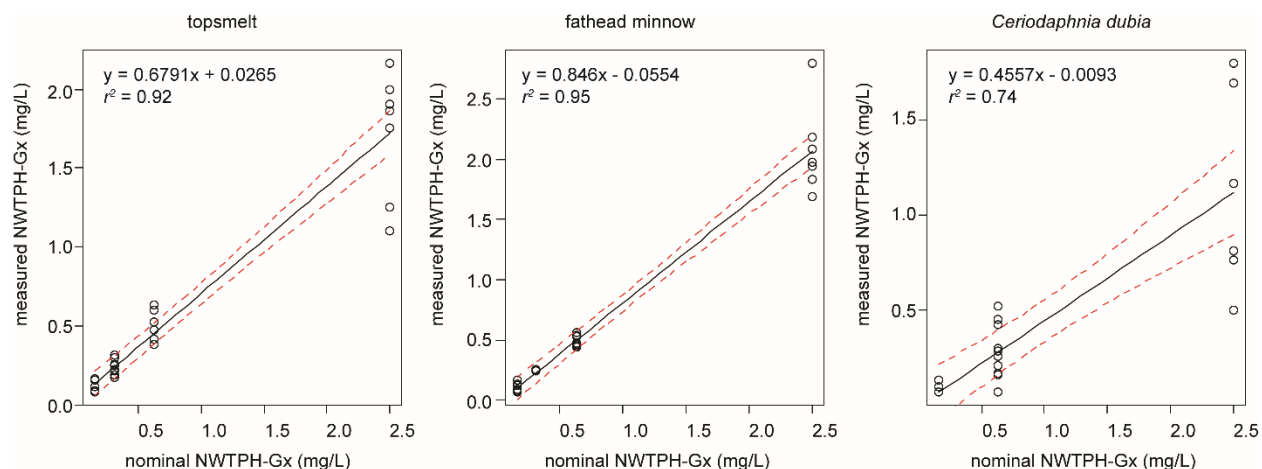 topsmelt
y = 0.6791x + 0.0265
r² = 0.92
measured NWTPH-Gx (mg/L)
2.0
1.5
1.0
0.5
0.0
0.5 1.0 1.5 2.0 2.5
nominal NWTPH-Gx (mg/L)
fathead minnow
y = 0.846x - 0.0554
r² = 0.95
measured NWTPH-Gx (mg/L)
2.5
2.0
1.5
1.0
0.5
0.0
0.5 1.0 1.5 2.0 2.5
nominal NWTPH-Gx (mg/L)
Ceriodaphnia dubia
y = 0.4557x - 0.0093
r² = 0.74
measured NWTPH-Gx (mg/L)
1.5
1.0
0.5
0.5 1.0 1.5 2.0 2.5
nominal NWTPH-Gx (mg/L)